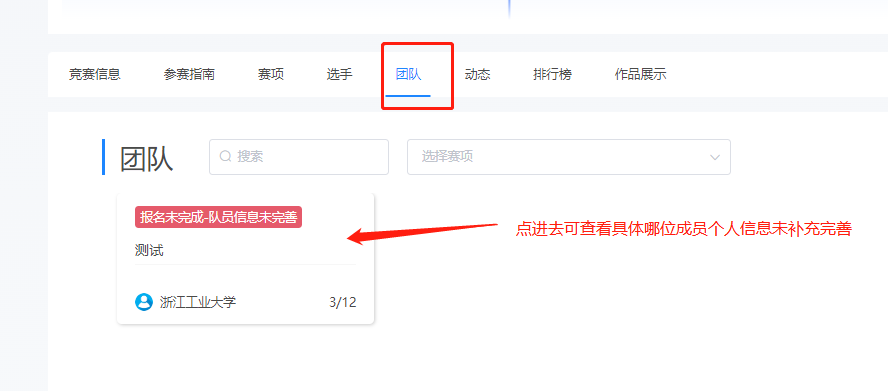 竞赛信息 参赛指南 赛项 选手 团队 动态 排行榜 作品展示
团队 搜索 选择赛项
报名未完成-队员信息未完善
点进去可查看具体哪位成员个人信息未补充完善
测试
浙江工业大学 3/12